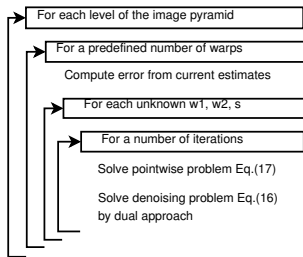 For each level of the image pyramid
For a predefined number of warps
Compute error from current estimates
For each unknown w1, w2, s
For a number of iterations
Solve pointwise problem Eq.(17)
Solve denoising problem Eq.(16)
by dual approach